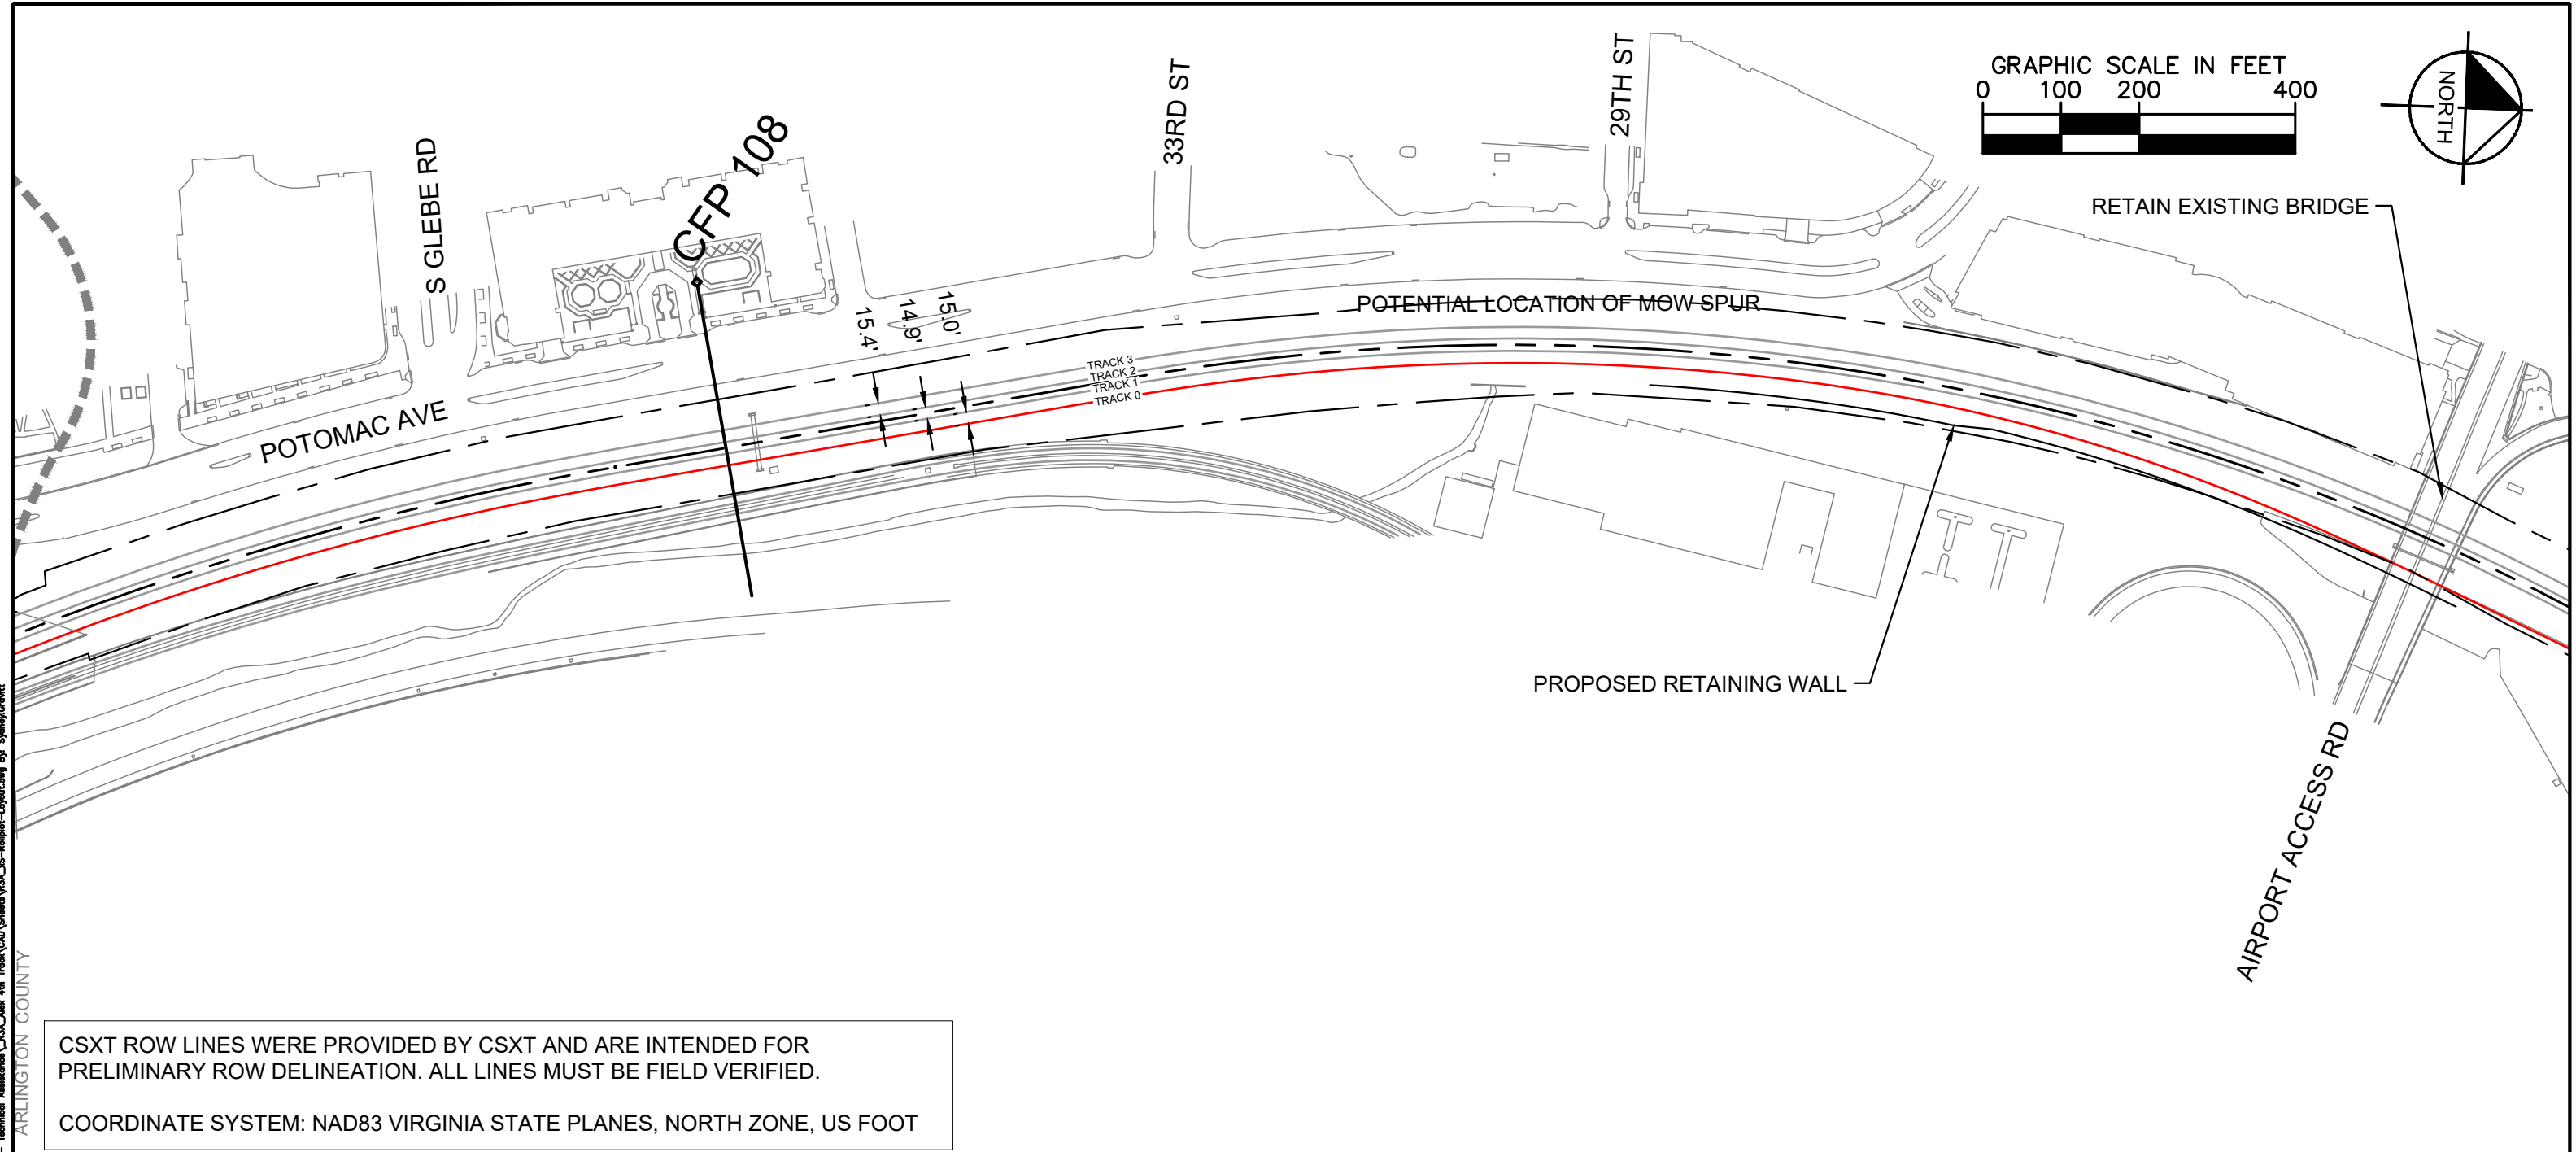 GRAPHIC SCALE IN FEET
0 100 200 400
NORTH
RETAIN EXISTING BRIDGE
29TH ST
33RD ST
S GLEBE RD
CFP 108
15.4'
14.9'
15.0'
POTENTIAL LOCATION OF MOW SPUR
TRACK 3
TRACK 2
TRACK 1
TRACK 0
POTOMAC AVE
PROPOSED RETAINING WALL
AIRPORT ACCESS RD
ARLINGTON COUNTY
CSXT ROW LINES WERE PROVIDED BY CSXT AND ARE INTENDED FOR
PRELIMINARY ROW DELINEATION. ALL LINES MUST BE FIELD VERIFIED.
COORDINATE SYSTEM: NAD83 VIRGINIA STATE PLANES, NORTH ZONE, US FOOT